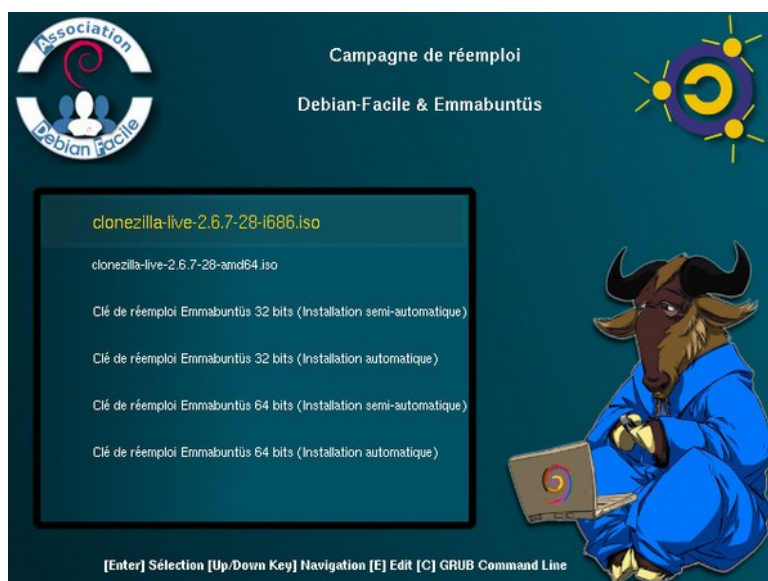 Association
Debian Facile
Campagne de réemploi
Debian-Facile & Emmabuntüs
clonezilla-live-2.6.7-28-i686.iso
clonezilla-live-2.6.7-28-amd64.iso
Clé de réemploi Emmabuntüs 32 bits (Installation semi-automatique)
Clé de réemploi Emmabuntüs 32 bits (Installation automatique)
Clé de réemploi Emmabuntüs 64 bits (Installation semi-automatique)
Clé de réemploi Emmabuntüs 64 bits (Installation automatique)
[Enter] Sélection [Up/Down Key] Navigation [E] Edit [C] GRUB Command Line